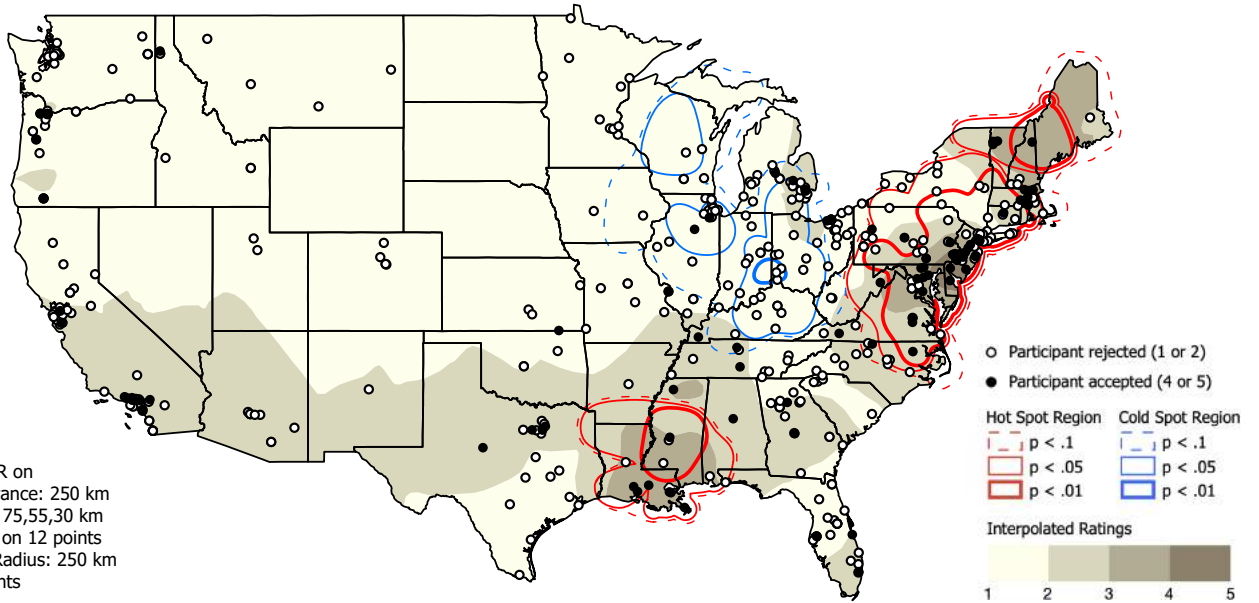 Participant rejected (1 or 2)
Participant accepted (4 or 5)
Hot Spot Region Cold Spot Region
p < .1 p < .1
p < .05 p < .05
p < .01 p < .01
Interpolated Ratings
1 2 3 4 5
R on
rance: 250 km
75,55,30 km
on 12 points
Radius: 250 km
nts